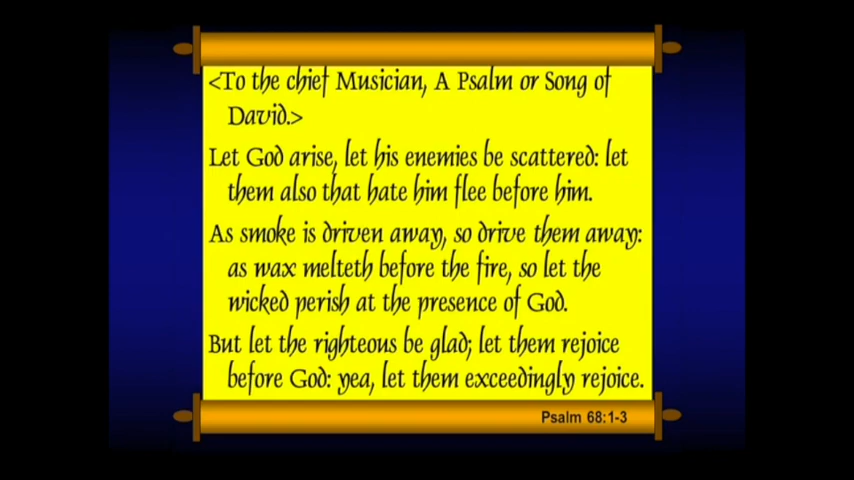 <To the chief Musician, A Psalm or Song of
David.>
Let God arise, let his enemies be scattered: let
them also that hate him flee before him.
As smoke is driven away, so drive them away:
as wax melteth before the fire, so let the
wicked perish at the presence of God.
But let the righteous be glad; let them rejoice
before God: yea, let them exceedingly rejoice.
Psalm 68:1-3